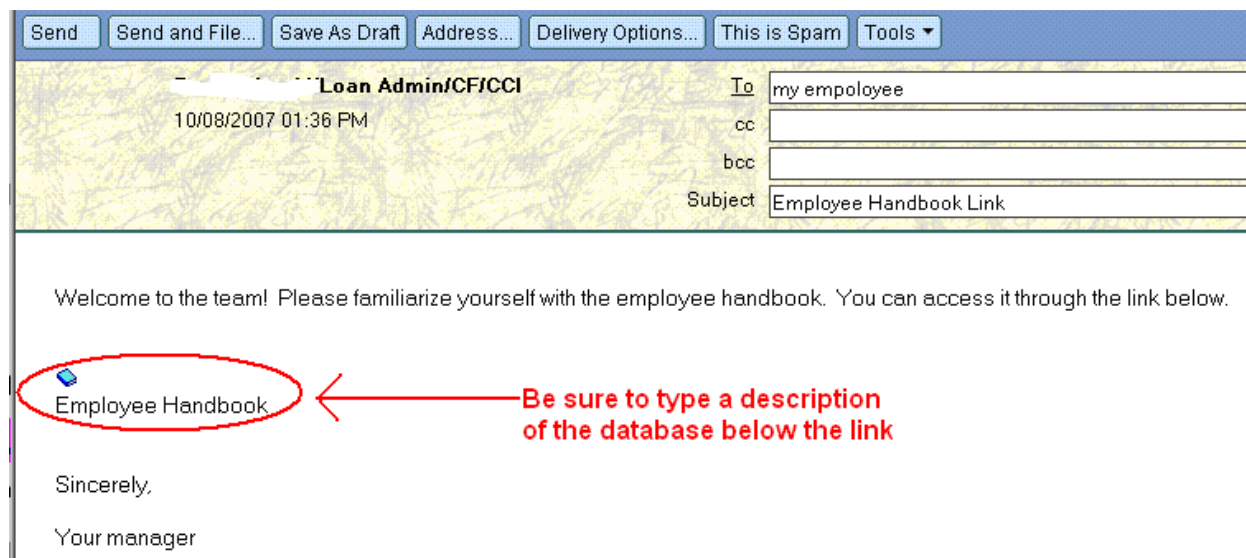 Send Send and File... Save As Draft Address... Delivery Options... This is Spam Tools
Loan Admin/CF/CCI
10/08/2007 01:36 PM
To my empoloyee
cc
bcc
Subject Employee Handbook Link
Welcome to the team! Please familiarize yourself with the employee handbook. You can access it through the link below.
Employee Handbook
Be sure to type a description
of the database below the link
Sincerely,
Your manager